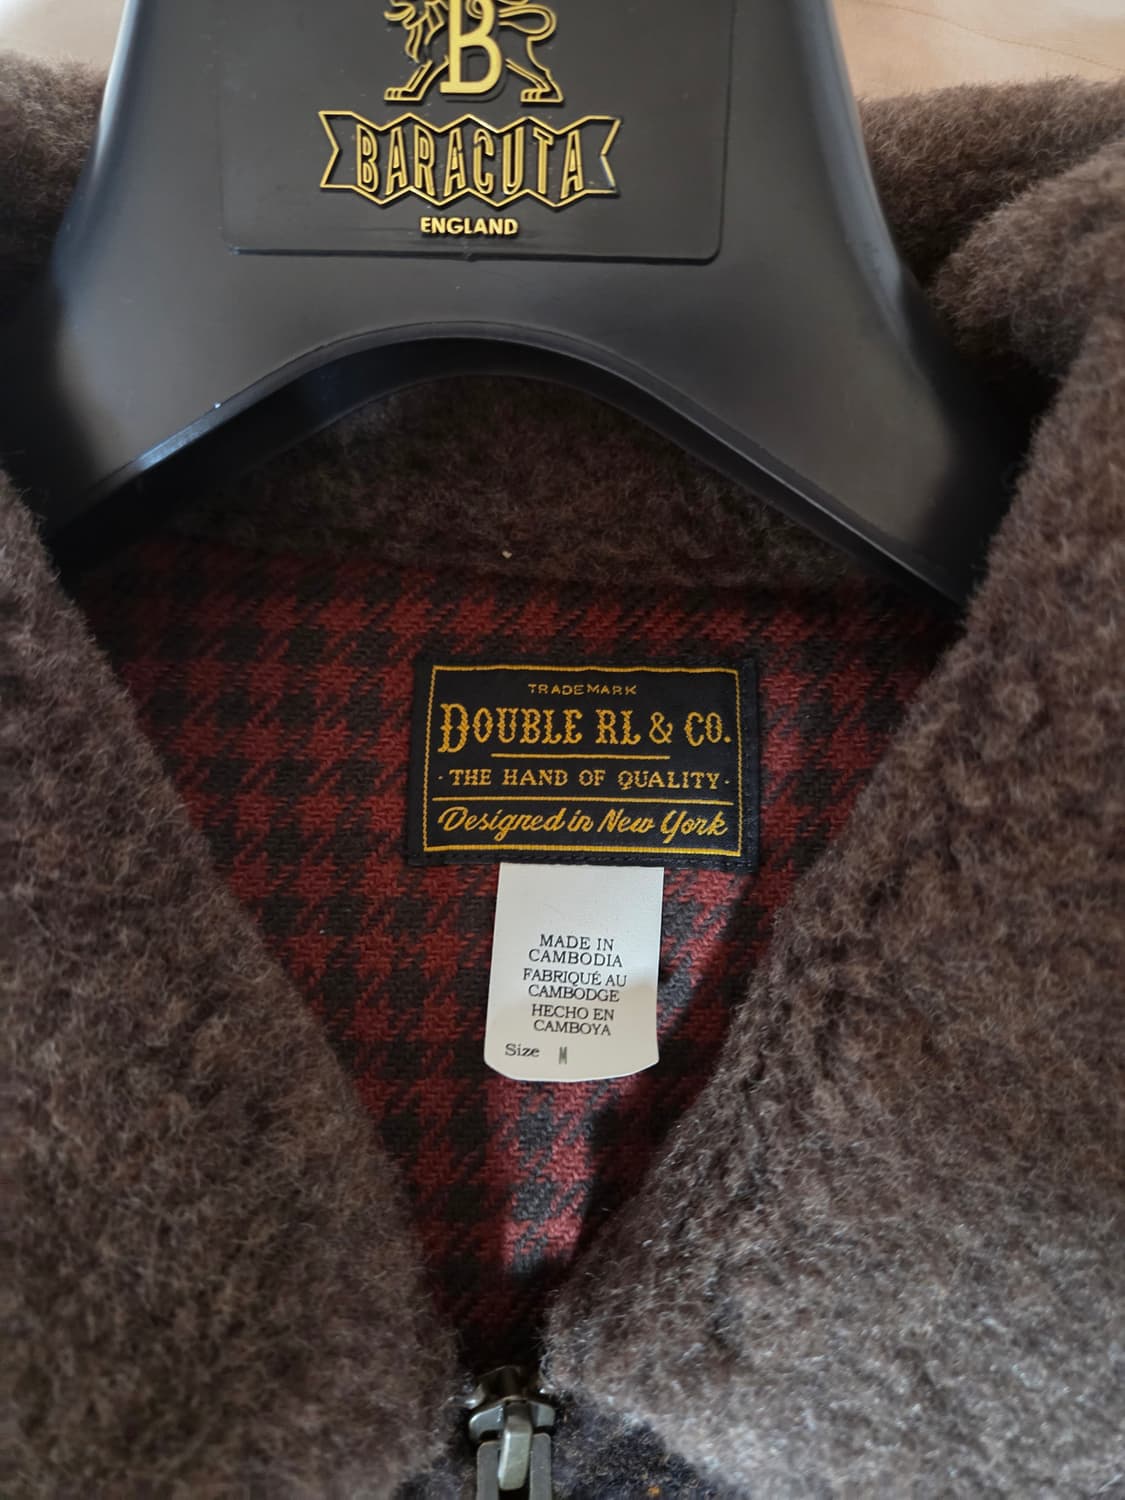 B
BARACUTA
ENGLAND
TRADEMARK
DOUBLE RL & CO.
· THE HAND OF QUALITY ·
Designed in New York
MADE IN
CAMBODIA
FABRIQUÉ AU
CAMBODGE
HECHO EN
CAMBOYA
Size M